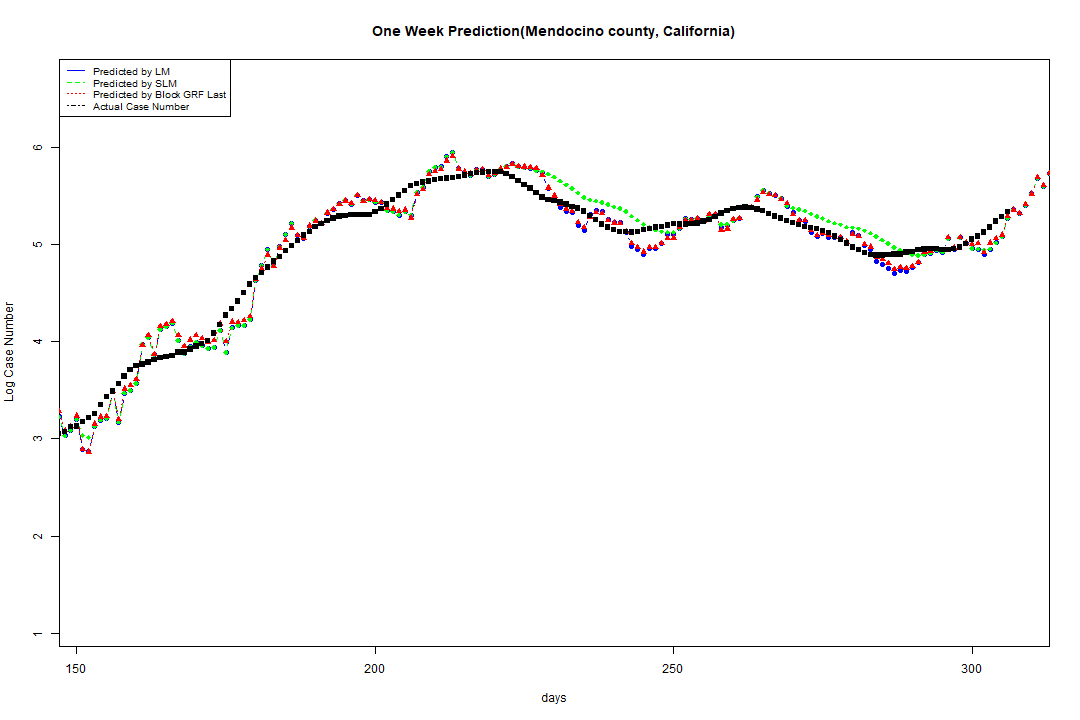 One Week Prediction(Mendocino county, California)
Predicted by LM
Predicted by SLM
Predicted by Block GRF Last
Actual Case Number
6
5
4
3
2
1
Log Case Number
150 200 250 300
days